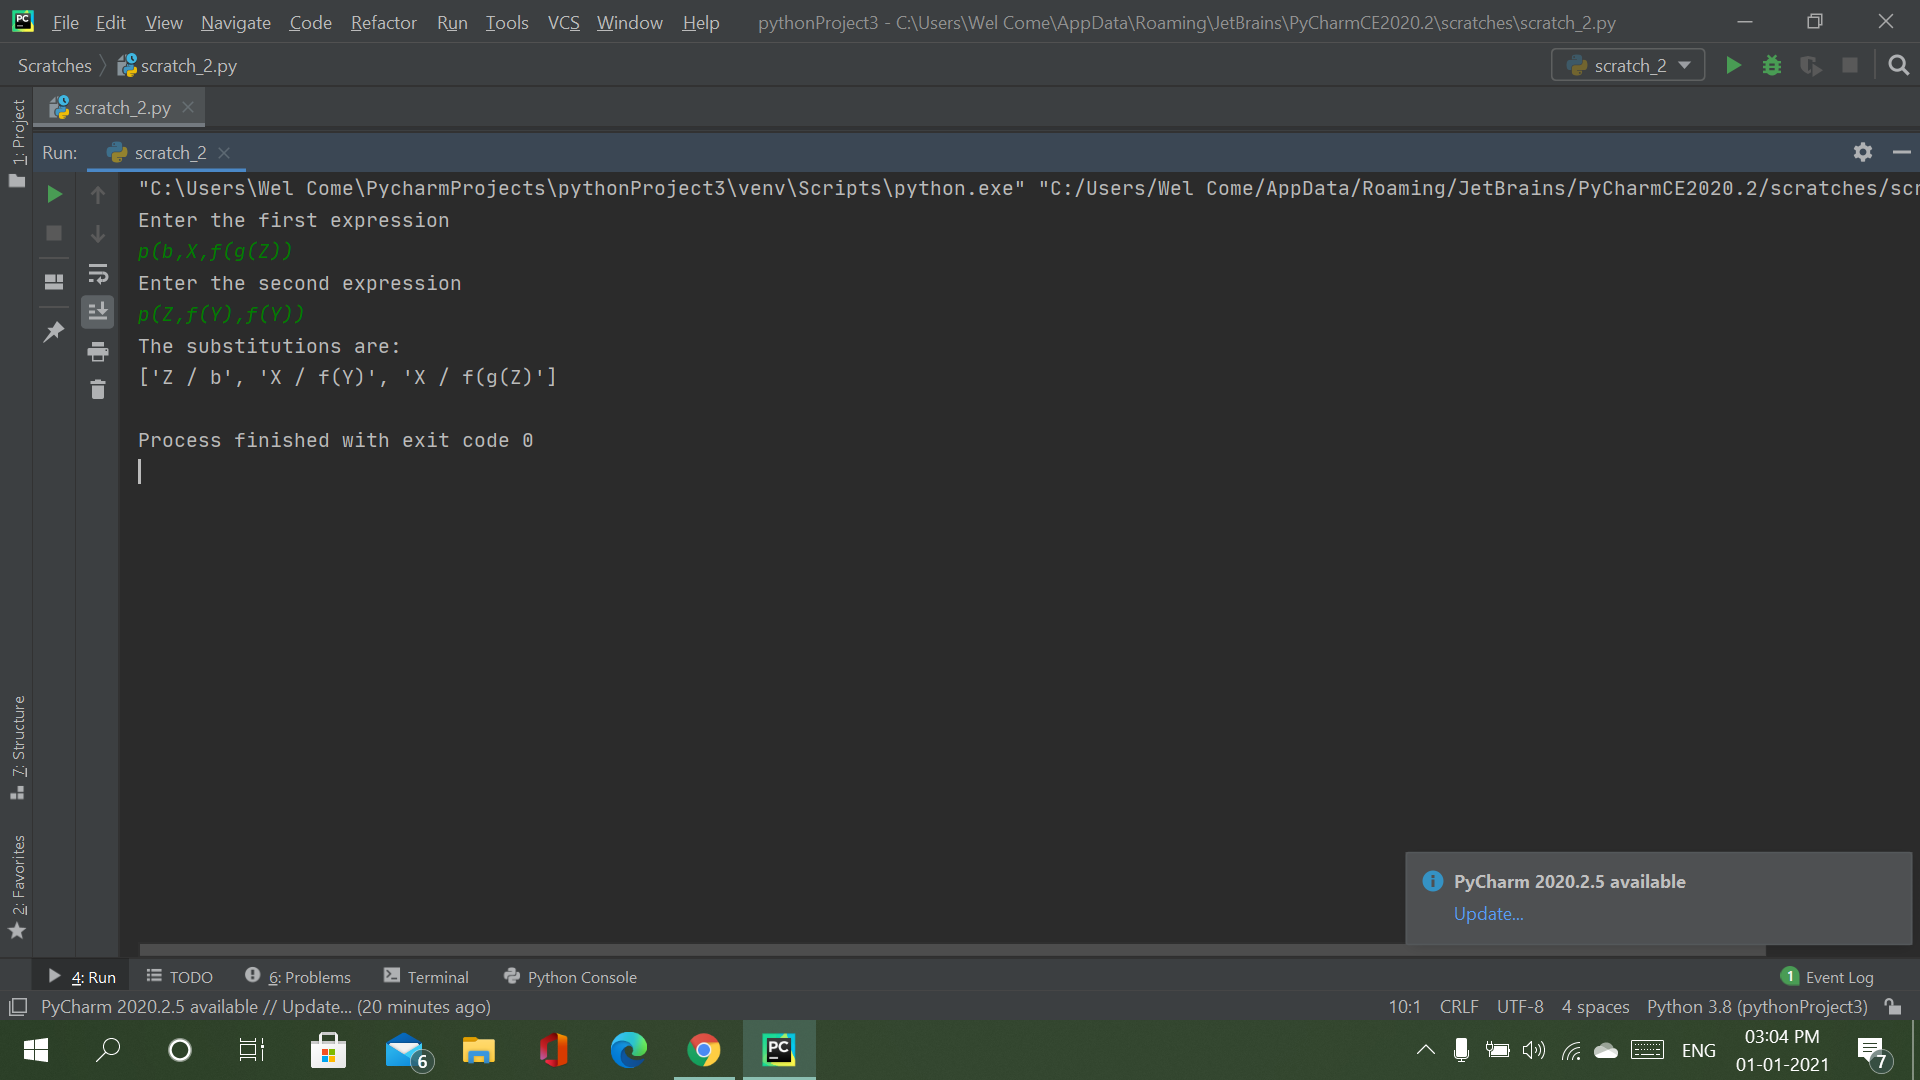 File Edit View Navigate Code Refactor Run Tools VCS Window Help pythonProject3 - C:\Users\Wel Come\AppData\Roaming\JetBrains\PyCharmCE2020.2\scratches\scratch_2.py
Scratches scratch_2.py scratch_2
scratch_2.py
1: Project
Run: scratch_2
"C:\Users\Wel Come\PycharmProjects\pythonProject3\venv\Scripts\python.exe" "C:/Users/Wel Come/AppData/Roaming/JetBrains/PyCharmCE2020.2/scratches/scr
Enter the first expression
p(b,X,f(g(Z))
Enter the second expression
p(Z,f(Y),f(Y))
The substitutions are:
['Z / b', 'X / f(Y)', 'X / f(g(Z)']
Process finished with exit code 0
7: Structure
2: Favorites
PyCharm 2020.2.5 available
Update...
4: Run TODO 6: Problems Terminal Python Console 1 Event Log
PyCharm 2020.2.5 available // Update... (20 minutes ago) 10:1 CRLF UTF-8 4 spaces Python 3.8 (pythonProject3)
PC 6 ENG 03:04 PM 7
01-01-2021